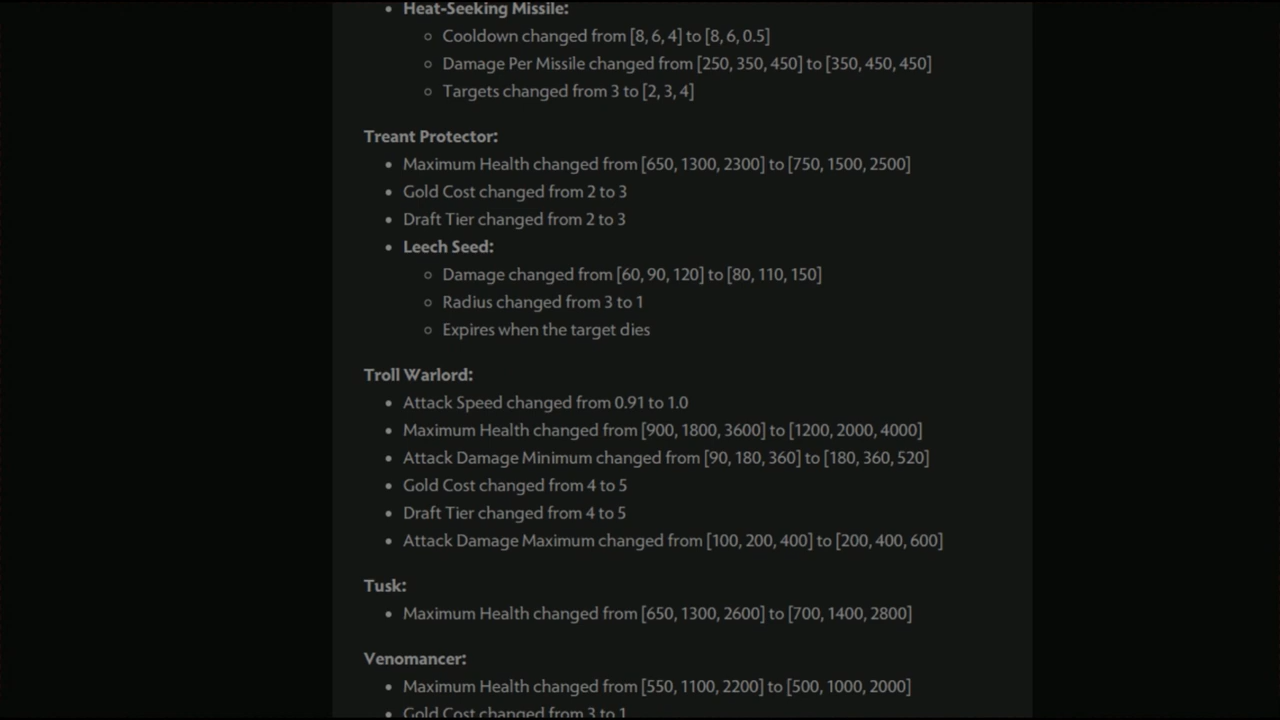 Heat-Seeking Missile:
Cooldown changed from [8, 6, 4] to [8, 6, 0.5]
Damage Per Missile changed from [250, 350, 450] to [350, 450, 450]
Targets changed from 3 to [2, 3, 4]
Treant Protector:
Maximum Health changed from [650, 1300, 2300] to [750, 1500, 2500]
Gold Cost changed from 2 to 3
Draft Tier changed from 2 to 3
Leech Seed:
Damage changed from [60, 90, 120] to [80, 110, 150]
Radius changed from 3 to 1
Expires when the target dies
Troll Warlord:
Attack Speed changed from 0.91 to 1.0
Maximum Health changed from [900, 1800, 3600] to [1200, 2000, 4000]
Attack Damage Minimum changed from [90, 180, 360] to [180, 360, 520]
Gold Cost changed from 4 to 5
Draft Tier changed from 4 to 5
Attack Damage Maximum changed from [100, 200, 400] to [200, 400, 600]
Tusk:
Maximum Health changed from [650, 1300, 2600] to [700, 1400, 2800]
Venomancer:
Maximum Health changed from [550, 1100, 2200] to [500, 1000, 2000]
Gold Cost changed from 3 to 1